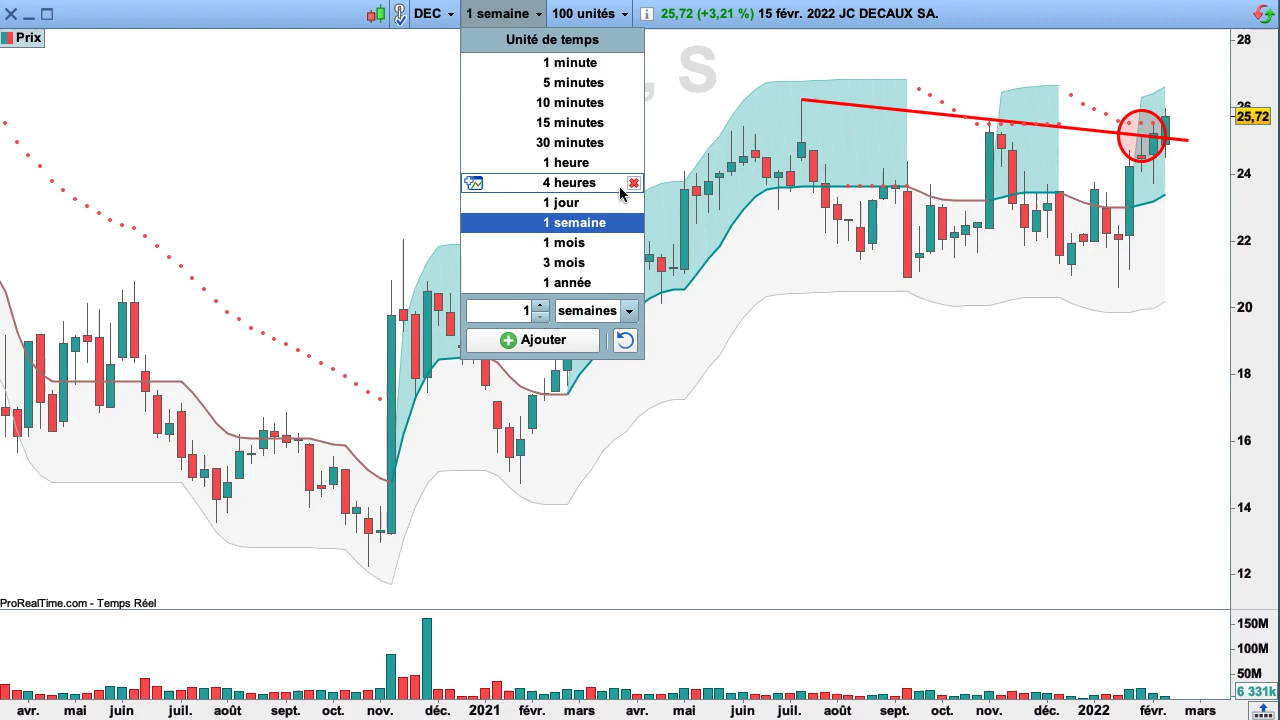 DEC 1 semaine 100 unités 25,72 (+3,21 %) 15 févr. 2022 JC DECAUX SA.
Prix
Unité de temps
1 minute
5 minutes
10 minutes
15 minutes
30 minutes
1 heure
4 heures
1 jour
1 semaine
1 mois
3 mois
1 année
1 semaines
Ajouter
, S
28
26
25,72
24
22
20
18
16
14
12
ProRealTime.com - Temps Réel
150M
100M
50M
6 331k
avr. mai juin juil. août sept. oct. nov. déc. 2021 févr. mars avr. mai juin juil. août sept. oct. nov. déc. 2022 févr. mars